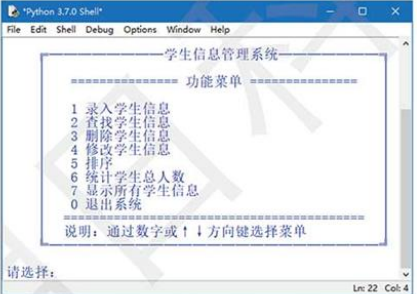 *Python 3.7.0 Shell*
File Edit Shell Debug Options Window Help
学生信息管理系统
=============== 功能菜单 ===============
1 录入学生信息
2 查找学生信息
3 删除学生信息
4 修改学生信息
5 排序
6 统计学生总人数
7 显示所有学生信息
0 退出系统
说明：通过数字或↑↓方向键选择菜单
请选择：
Ln: 22 Col: 4